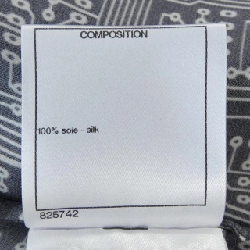 COMPOSITION
100% soie - silk
825742